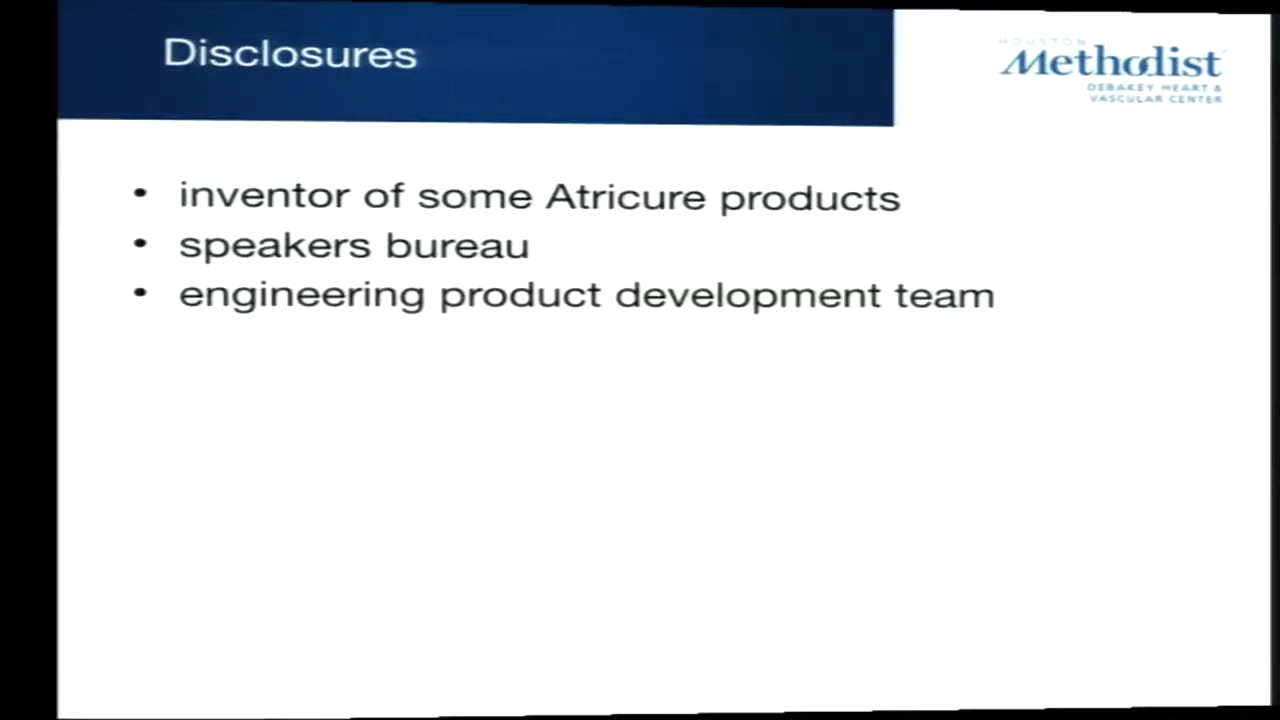 Disclosures
HOUSTON
Methodist
DEBAKEY HEART &
VASCULAR CENTER
• inventor of some Atricure products
• speakers bureau
• engineering product development team